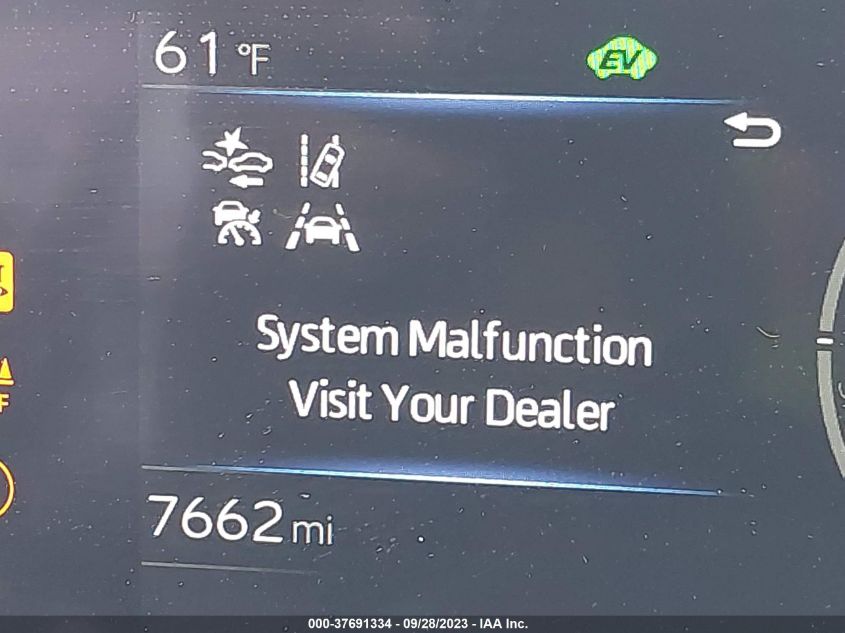 61 °F
EV
System Malfunction
Visit Your Dealer
7662 mi
000-37691334 - 09/28/2023 - IAA Inc.